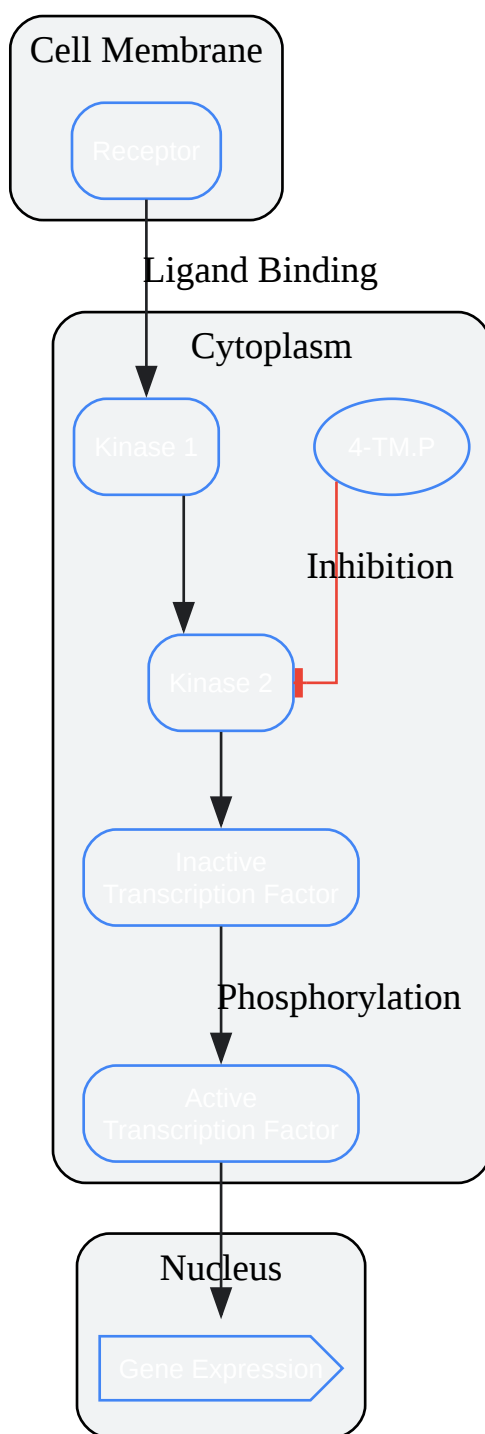 Cell Membrane
Receptor
Ligand Binding
Cytoplasm
Kinase 1
4-TM.P
Inhibition
Kinase 2
Inactive
Transcription Factor
Phosphorylation
Active
Transcription Factor
Nucleus
Gene Expression